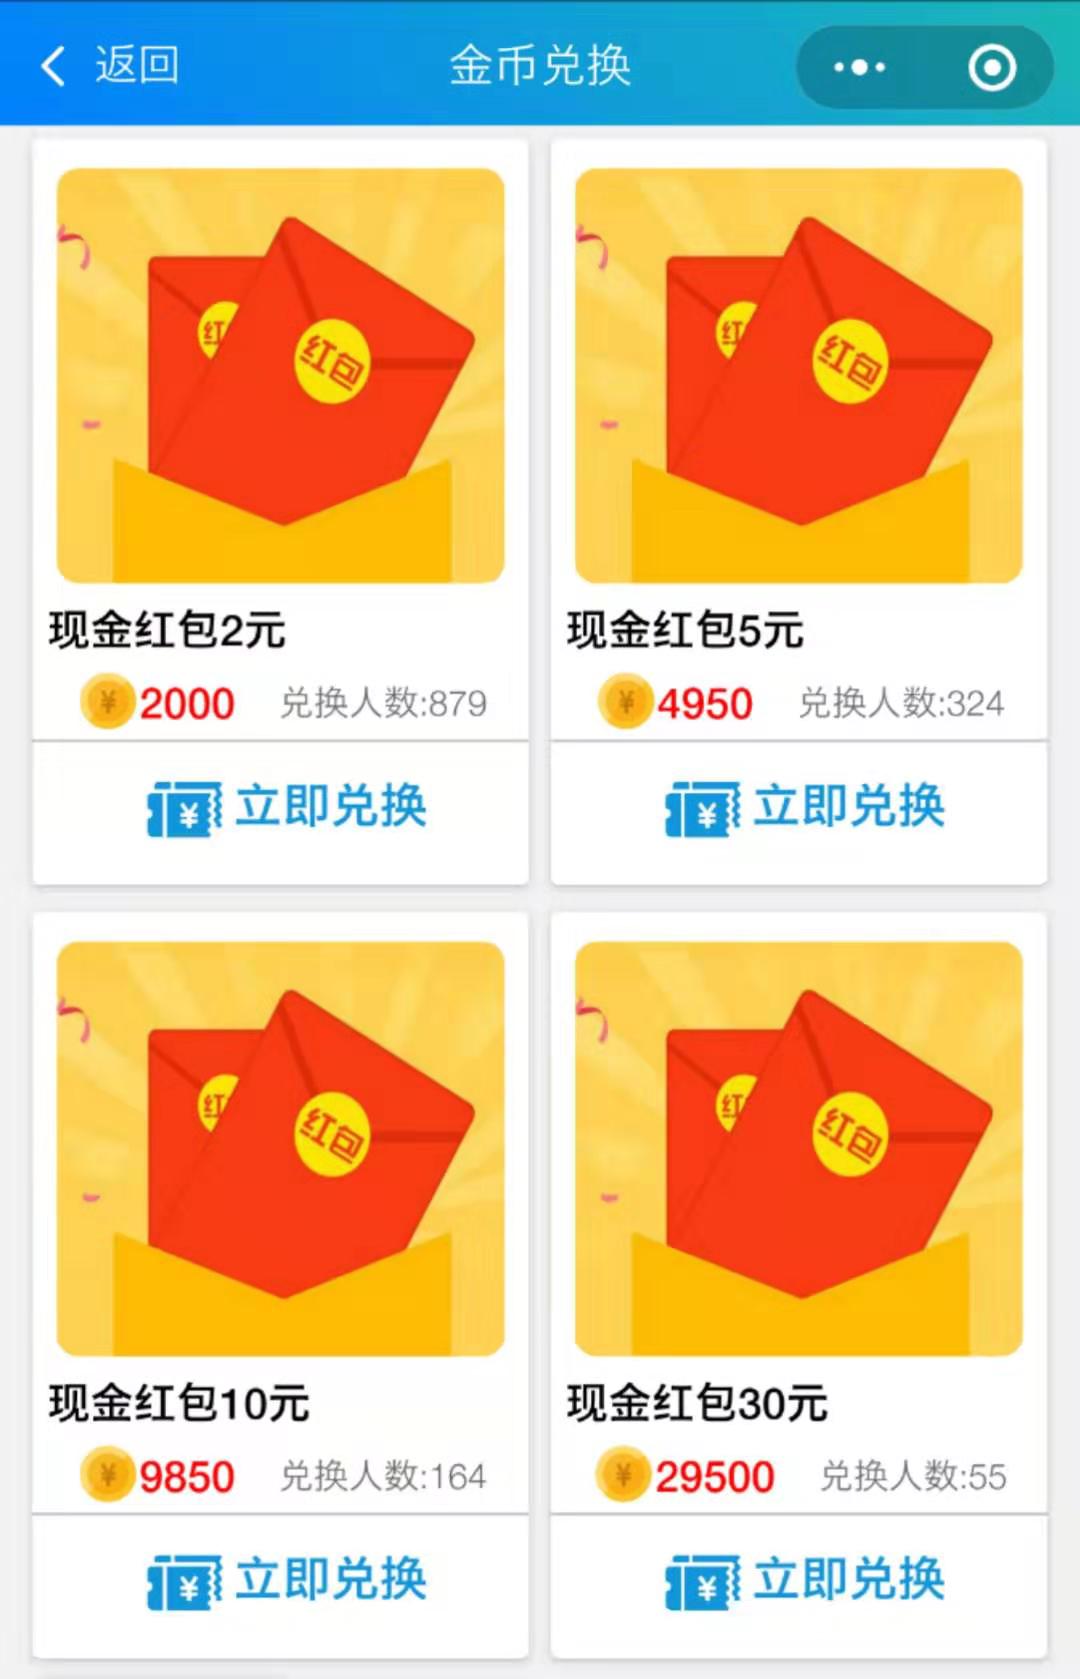 返回
金币兑换
红包
红包
现金红包2元
现金红包5元
2000 兑换人数:879
4950 兑换人数:324
立即兑换
立即兑换
红包
红包
现金红包10元
现金红包30元
9850 兑换人数:164
29500 兑换人数:55
立即兑换
立即兑换